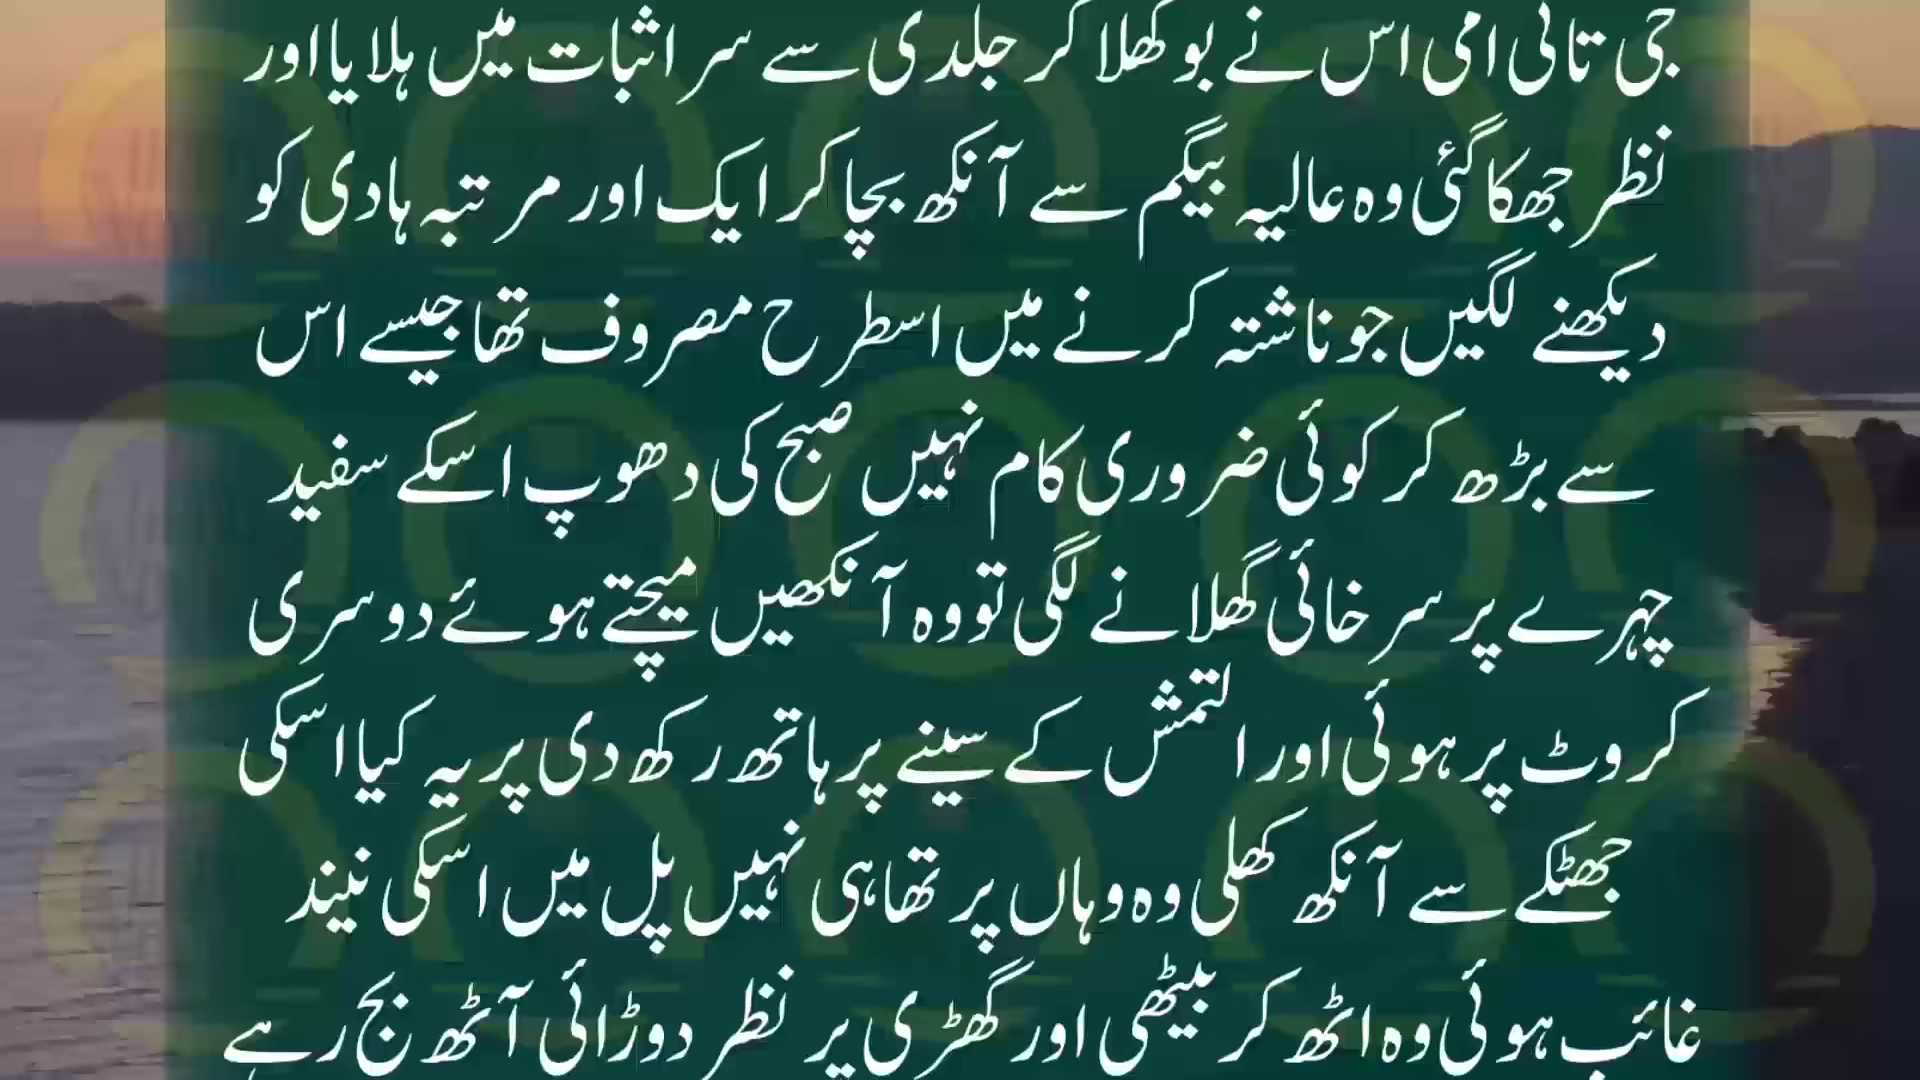 جی تائی امی اس نے بوکھلا کر جلدی سے سر اثبات میں ہلایا اور
نظر جھکا گئی وہ عالیہ بیگم سے آنکھ بچا کر ایک اور مرتبہ ہادی کو
دیکھنے لگیں جو ناشتہ کرنے میں اسطرح مصروف تھا جیسے اس
سے بڑھ کر کوئی ضروری کام نہیں صبح کی دھوپ اسکے سفید
چہرے پر سرخائی گھلانے لگی تو وہ آنکھیں میچتے ہوئے دوسری
کروٹ پر ہوئی اور التمش کے سینے پر ہاتھ رکھ دی پر یہ کیا اسکی
جھٹکے سے آنکھ کھلی وہ وہاں پر تھا ہی نہیں پل میں اسکی نیند
غائب ہوئی وہ اٹھ کر بیٹھی اور گھڑی پر نظر دوڑائی آٹھ بج رہے